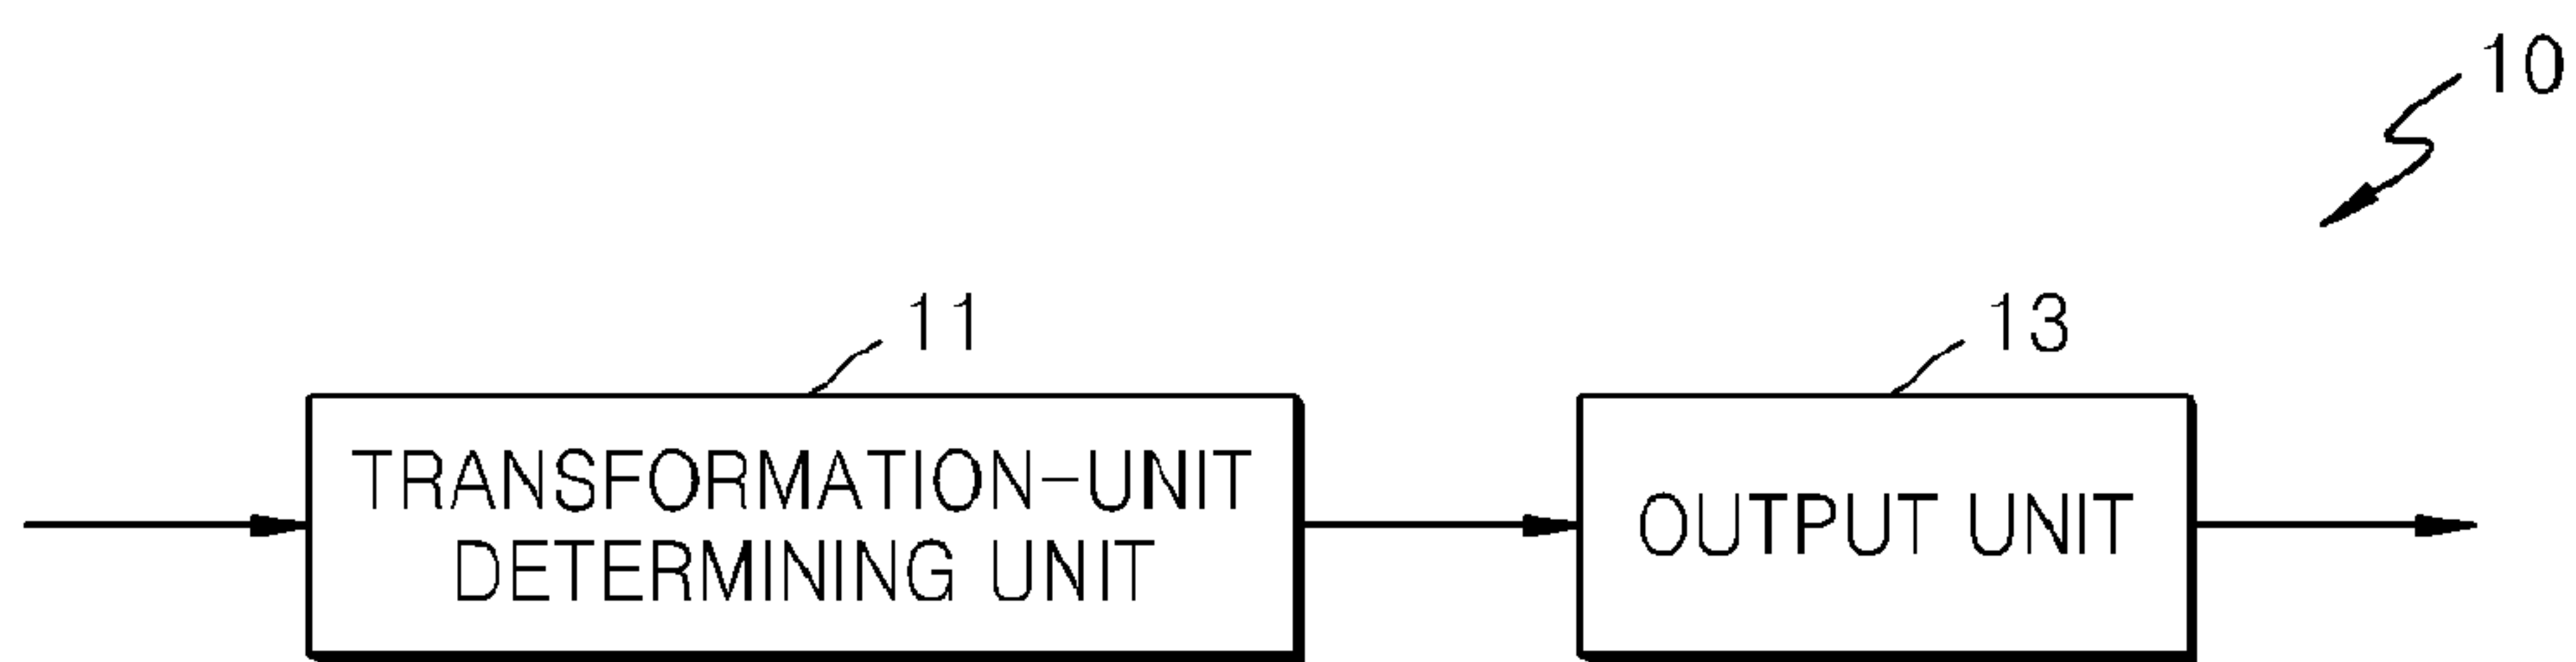 10
11
13
TRANSFORMATION-UNIT
DETERMINING UNIT
OUTPUT UNIT